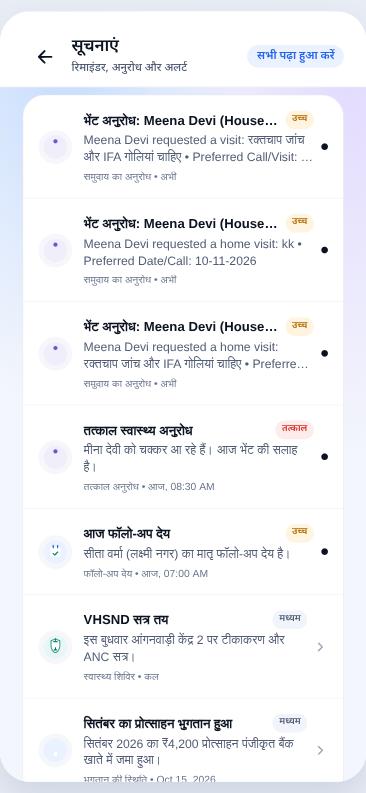 सूचनाएं
रिमाइंडर, अनुरोध और अलर्ट
सभी पढ़ा हुआ करें
भेंट अनुरोध: Meena Devi (House...
उच्च
Meena Devi requested a visit: रक्तचाप जांच
और IFA गोलियां चाहिए • Preferred Call/Visit: ...
समुदाय का अनुरोध • अभी
भेंट अनुरोध: Meena Devi (House...
उच्च
Meena Devi requested a home visit: kk •
Preferred Date/Call: 10-11-2026
समुदाय का अनुरोध • अभी
भेंट अनुरोध: Meena Devi (House...
उच्च
Meena Devi requested a home visit:
रक्तचाप जांच और IFA गोलियां चाहिए • Preferre...
समुदाय का अनुरोध • अभी
तत्काल स्वास्थ्य अनुरोध
तत्काल
मीना देवी को चक्कर आ रहे हैं। आज भेंट की सलाह
है।
तत्काल अनुरोध • आज, 08:30 AM
आज फॉलो-अप देय
उच्च
सीता वर्मा (लक्ष्मी नगर) का मातृ फॉलो-अप देय है।
फॉलो-अप देय • आज, 07:00 AM
VHSND सत्र तय
मध्यम
इस बुधवार आंगनवाड़ी केंद्र 2 पर टीकाकरण और
ANC सत्र।
स्वास्थ्य शिविर • कल
सितंबर का प्रोत्साहन भुगतान हुआ
मध्यम
सितंबर 2026 का ₹4,200 प्रोत्साहन पंजीकृत बैंक
खाते में जमा हुआ।
भुगतान की स्थिति • Oct 15, 2026